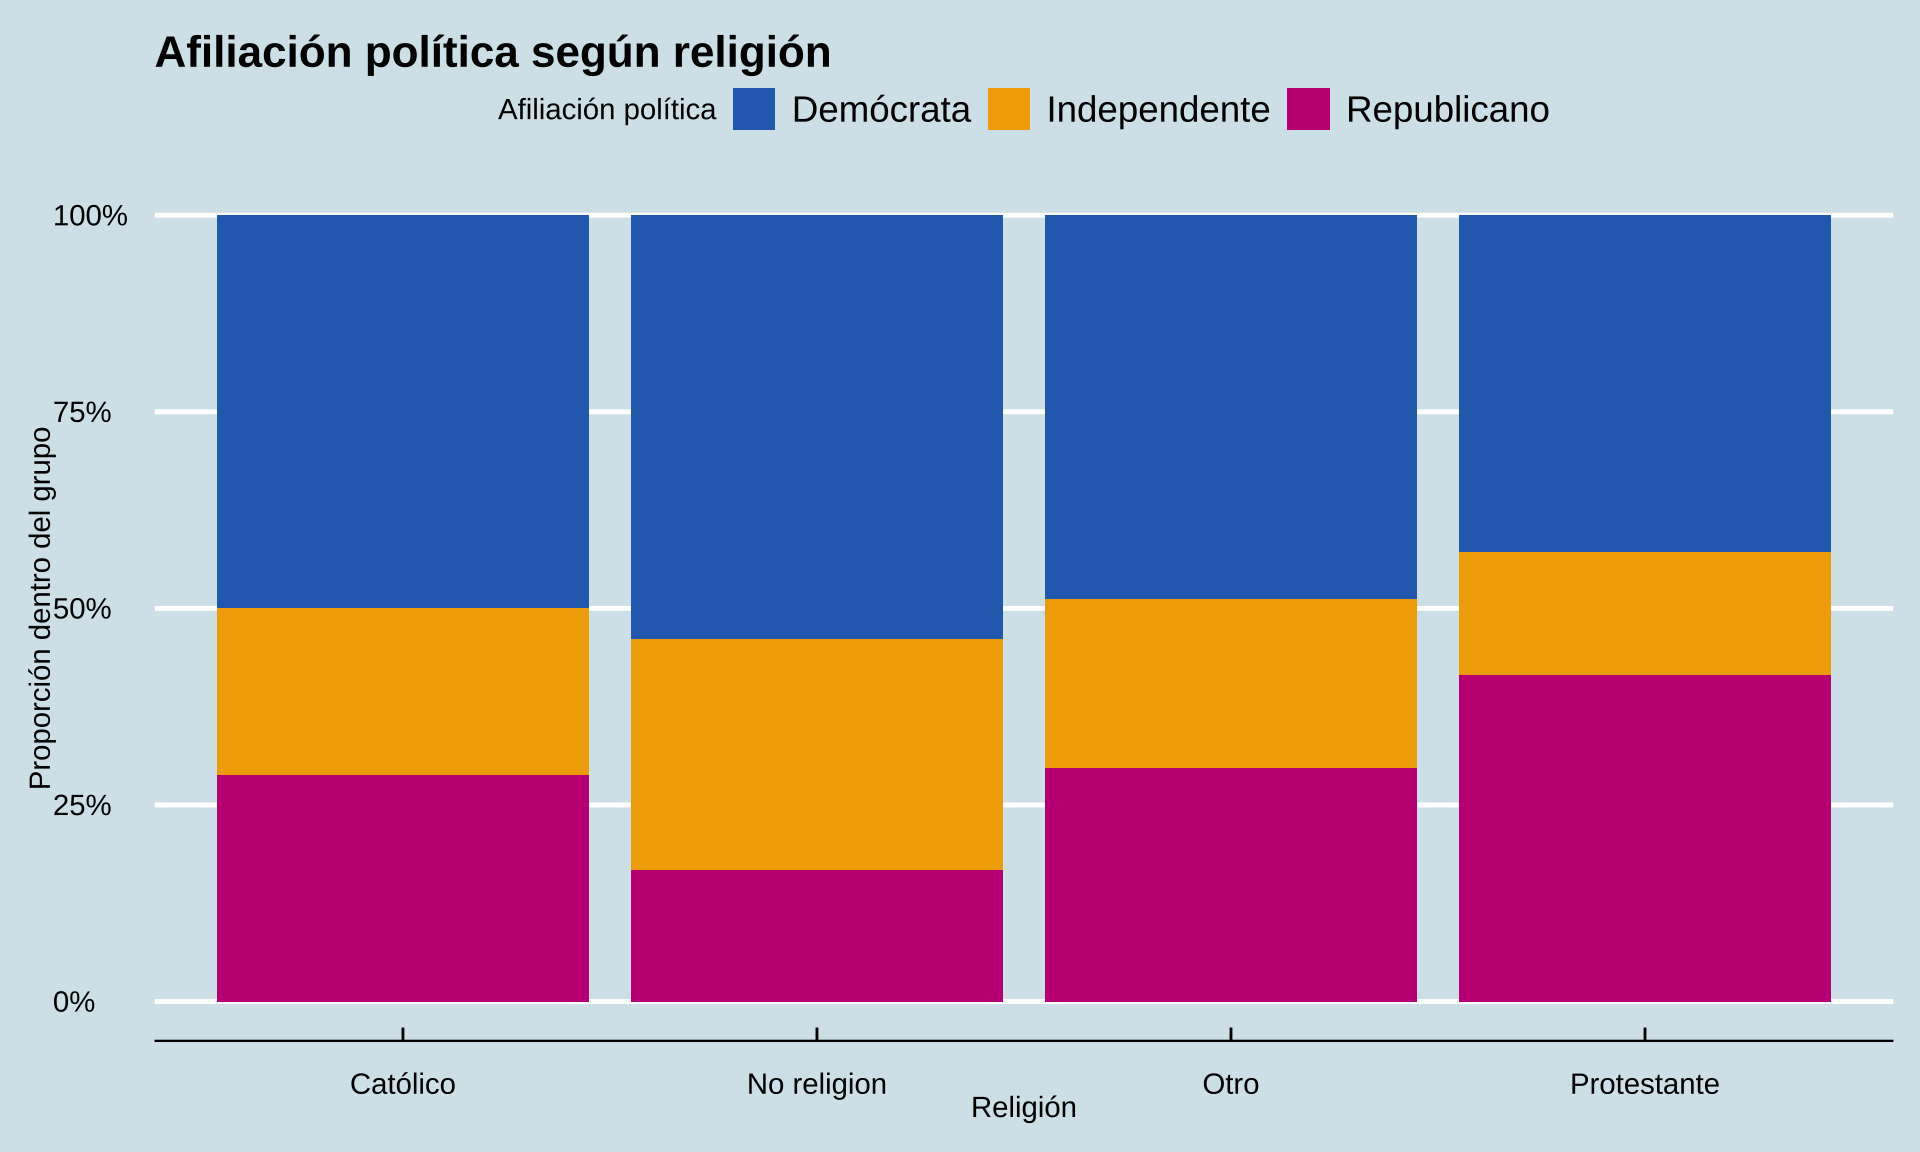 Afiliación política según religión
Afiliación política Demócrata Independente Republicano
100%
75%
50%
25%
0%
Proporción dentro del grupo
Católico No religion Otro Protestante
Religión